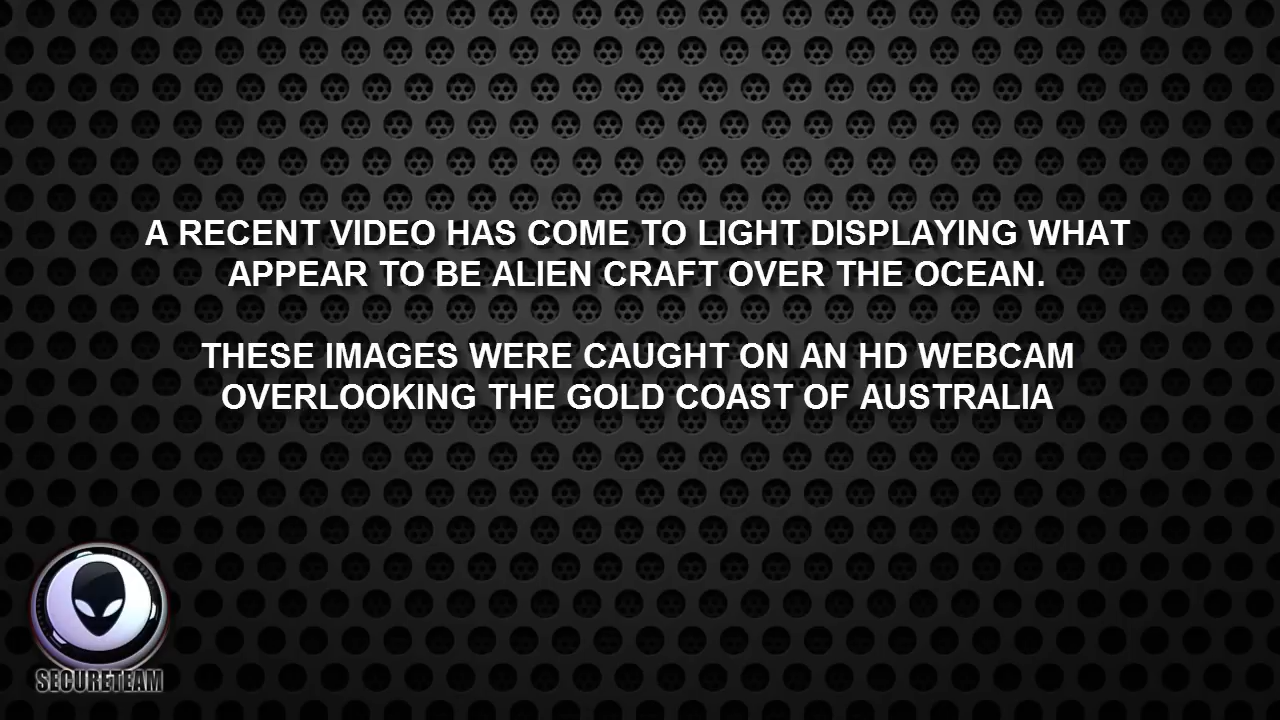 A RECENT VIDEO HAS COME TO LIGHT DISPLAYING WHAT
APPEAR TO BE ALIEN CRAFT OVER THE OCEAN.
THESE IMAGES WERE CAUGHT ON AN HD WEBCAM
OVERLOOKING THE GOLD COAST OF AUSTRALIA
SECURETEAM